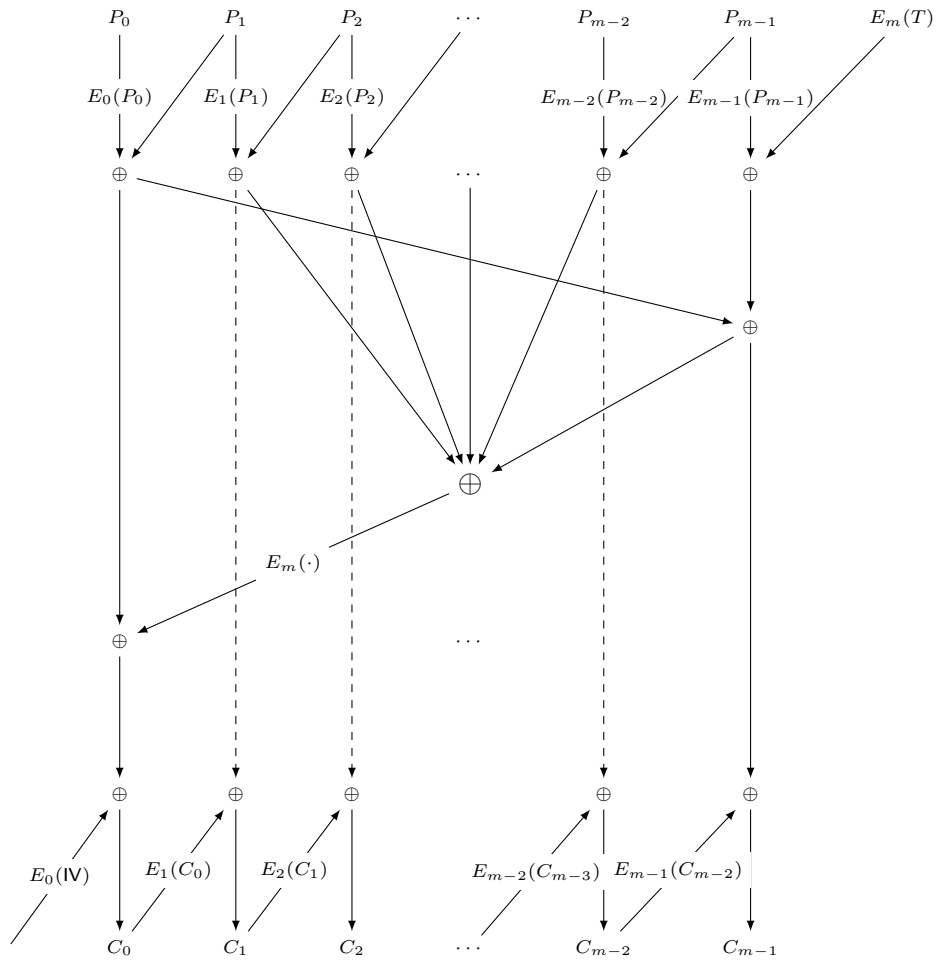 P_0 P_1 P_2 ⋯ P_{m−2} P_{m−1} E_m(T)
E_0(P_0) E_1(P_1) E_2(P_2) E_{m−2}(P_{m−2}) E_{m−1}(P_{m−1})
⊕ ⊕ ⊕ ⋯ ⊕ ⊕
⊕
⊕
E_m(·)
⊕ ⋯
⊕ ⊕ ⊕ ⊕ ⊕
E_0(IV) E_1(C_0) E_2(C_1) E_{m−2}(C_{m−3}) E_{m−1}(C_{m−2})
C_0 C_1 C_2 ⋯ C_{m−2} C_{m−1}